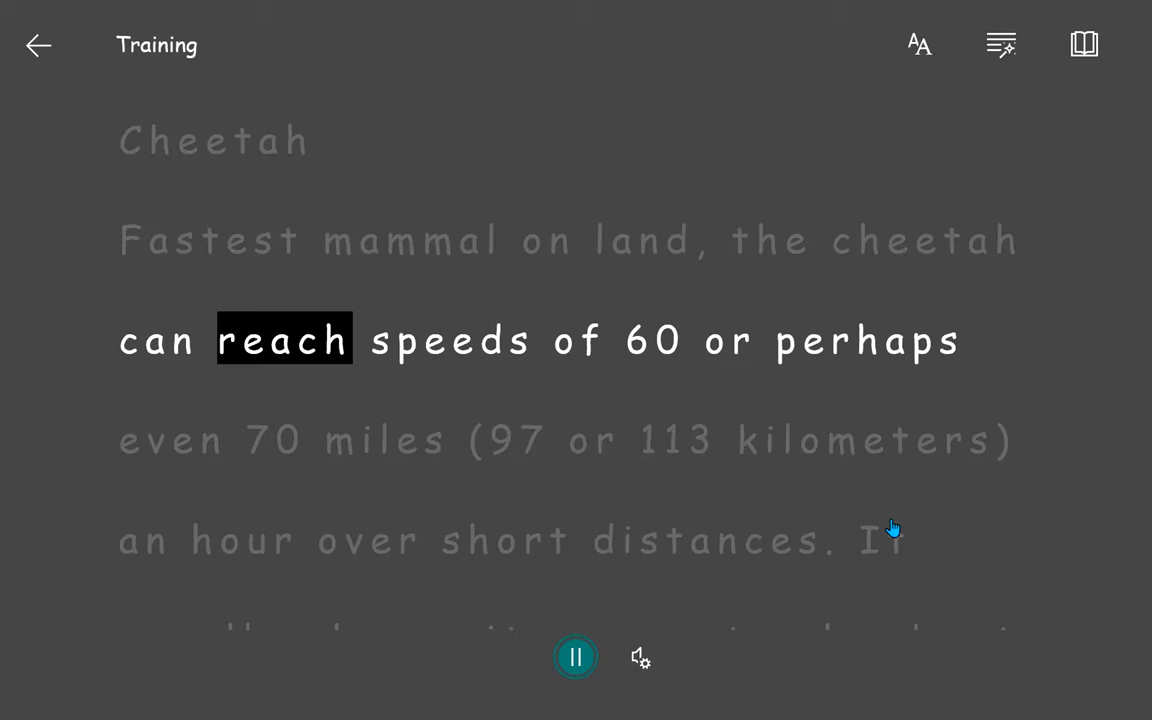 Training
Cheetah
Fastest mammal on land, the cheetah
can reach speeds of 60 or perhaps
even 70 miles (97 or 113 kilometers)
an hour over short distances. It